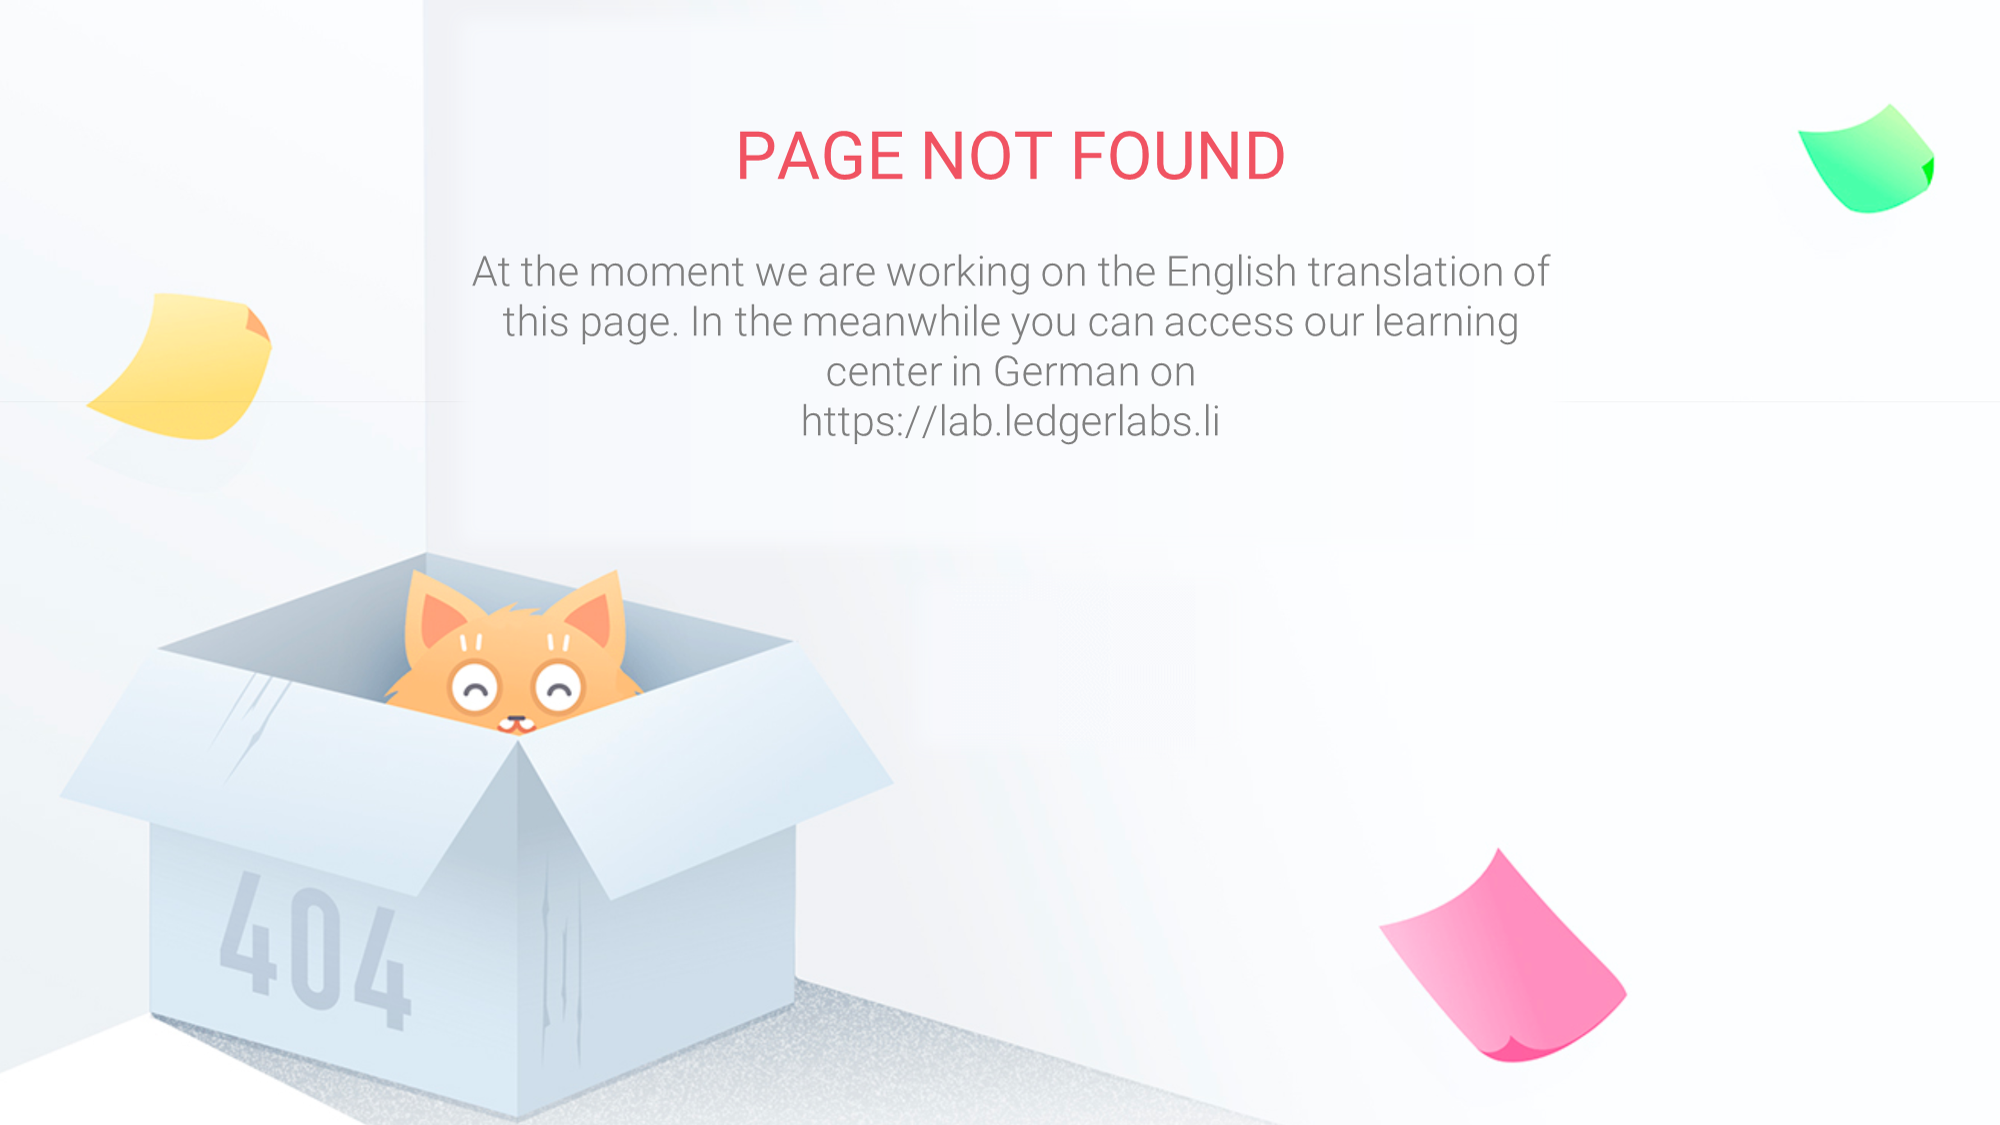 PAGE NOT FOUND
At the moment we are working on the English translation of
this page. In the meanwhile you can access our learning
center in German on
https://lab.ledgerlabs.li
404